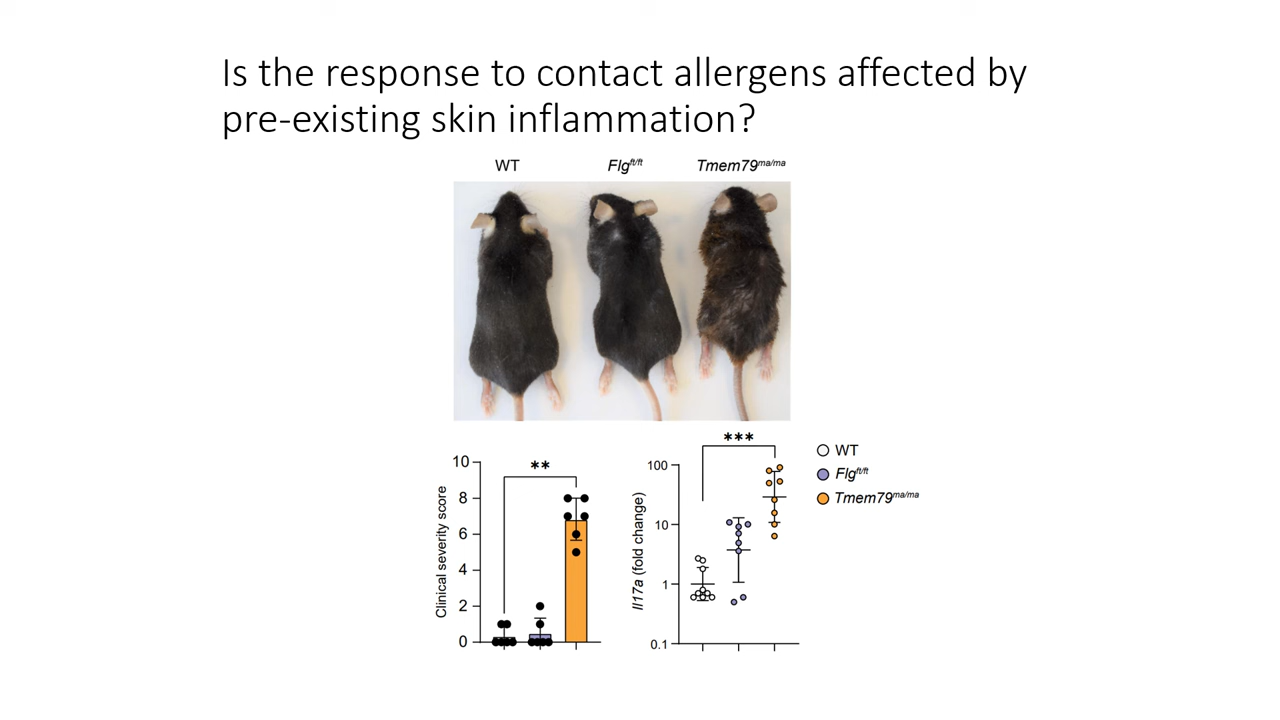 Is the response to contact allergens affected by
pre-existing skin inflammation?
WT
Flg^ft/ft
Tmem79^ma/ma
Clinical severity score
10
8
6
4
2
0
**
Il17a (fold change)
100
10
1
0.1
***
WT
Flg^ft/ft
Tmem79^ma/ma